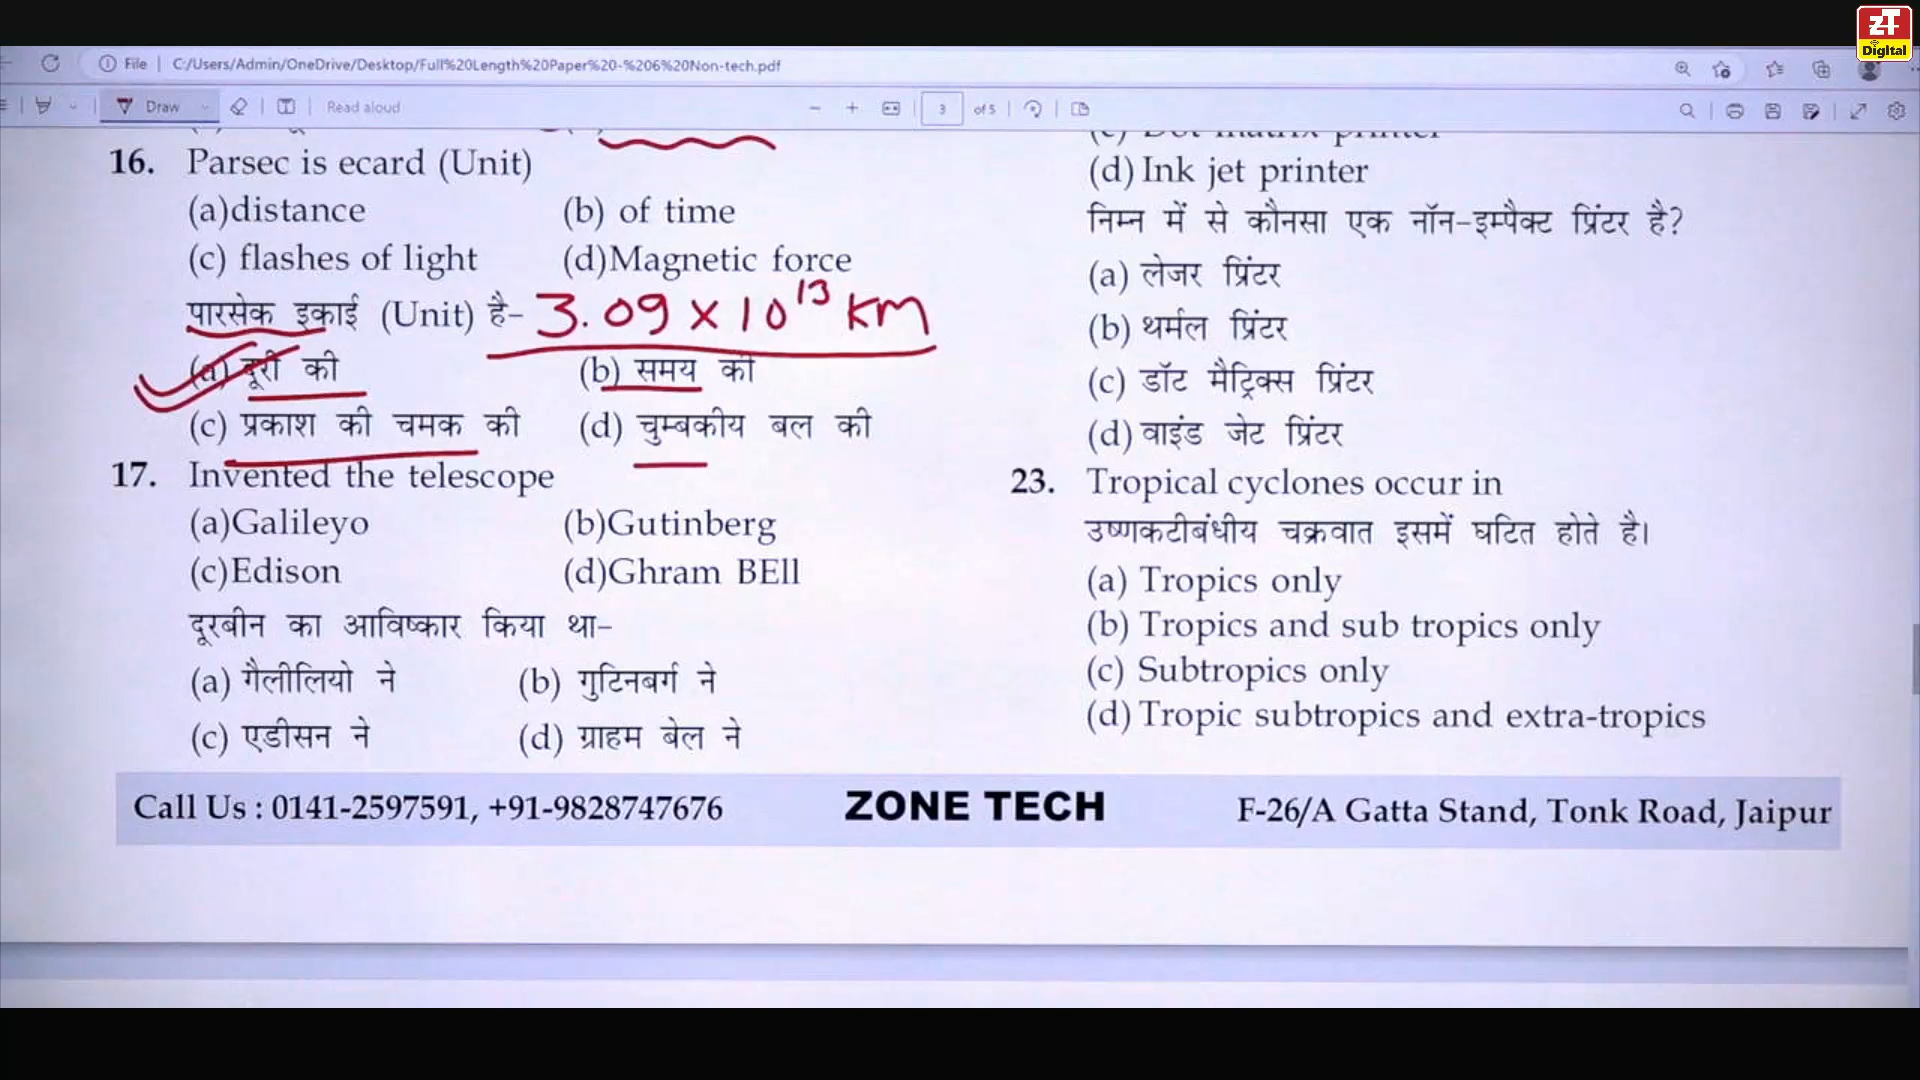 ZT
Digital
File | C:/Users/Admin/OneDrive/Desktop/Full%20Length%20Paper%20-%206%20Non-tech.pdf
Draw
Read aloud
3 of 5
16. Parsec is ecard (Unit)
(a)distance (b) of time
(c) flashes of light (d)Magnetic force
पारसेक इकाई (Unit) है- 3.09 x 10¹³ km
(a) दूरी की (b) समय की
(c) प्रकाश की चमक की (d) चुम्बकीय बल की
17. Invented the telescope
(a)Galileyo (b)Gutinberg
(c)Edison (d)Ghram BEll
दूरबीन का आविष्कार किया था-
(a) गैलीलियो ने (b) गुटिनबर्ग ने
(c) एडीसन ने (d) ग्राहम बेल ने
(c) Dot matrix printer
(d) Ink jet printer
निम्न में से कौनसा एक नॉन-इम्पैक्ट प्रिंटर है?
(a) लेजर प्रिंटर
(b) थर्मल प्रिंटर
(c) डॉट मैट्रिक्स प्रिंटर
(d) वाइंड जेट प्रिंटर
23. Tropical cyclones occur in
उष्णकटीबंधीय चक्रवात इसमें घटित होते है।
(a) Tropics only
(b) Tropics and sub tropics only
(c) Subtropics only
(d) Tropic subtropics and extra-tropics
Call Us : 0141-2597591, +91-9828747676 ZONE TECH F-26/A Gatta Stand, Tonk Road, Jaipur